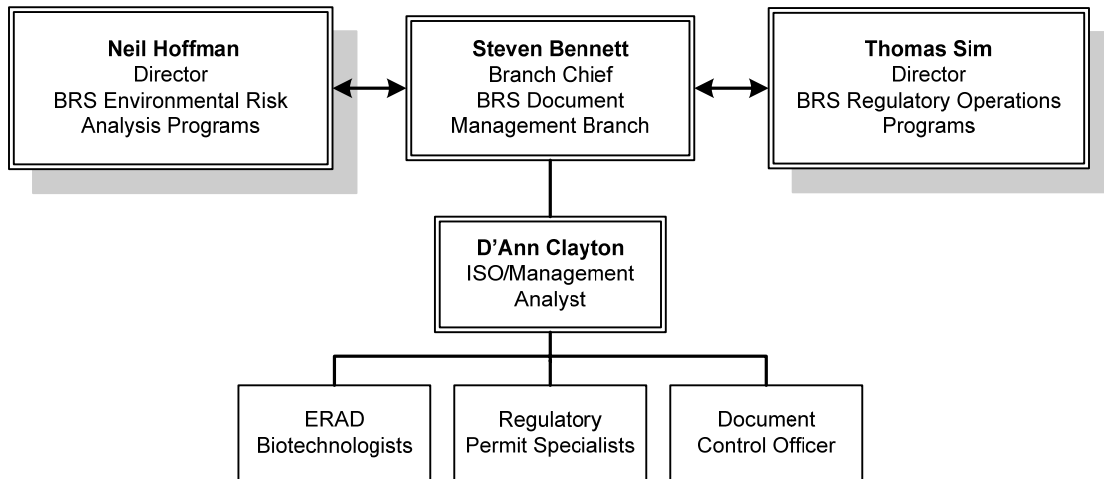 Neil Hoffman
Director
BRS Environmental Risk
Analysis Programs
Steven Bennett
Branch Chief
BRS Document
Management Branch
Thomas Sim
Director
BRS Regulatory Operations
Programs
D’Ann Clayton
ISO/Management
Analyst
ERAD
Biotechnologists
Regulatory
Permit Specialists
Document
Control Officer